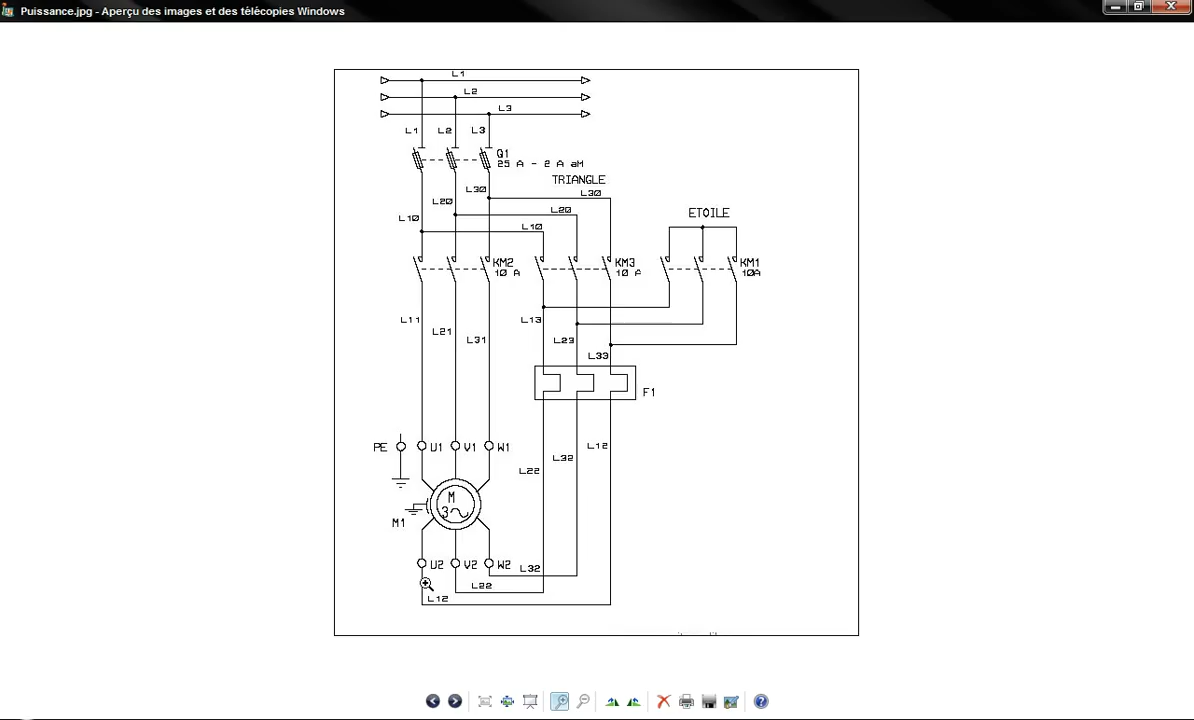 Puissance.jpg - Aperçu des images et des télécopies Windows
L1
L2
L3
L1 L2 L3
Q1
25 A - 2 A aM
TRIANGLE
L30 L30
L20 L20
ETOILE
L10 L10
KM2 KM3 KM1
10 A 10 A 10A
L11 L13
L21
L31 L23
L33
F1
PE U1 V1 W1 L12
L32
L22
M
3
M1
U2 V2 W2 L32
L22
L12